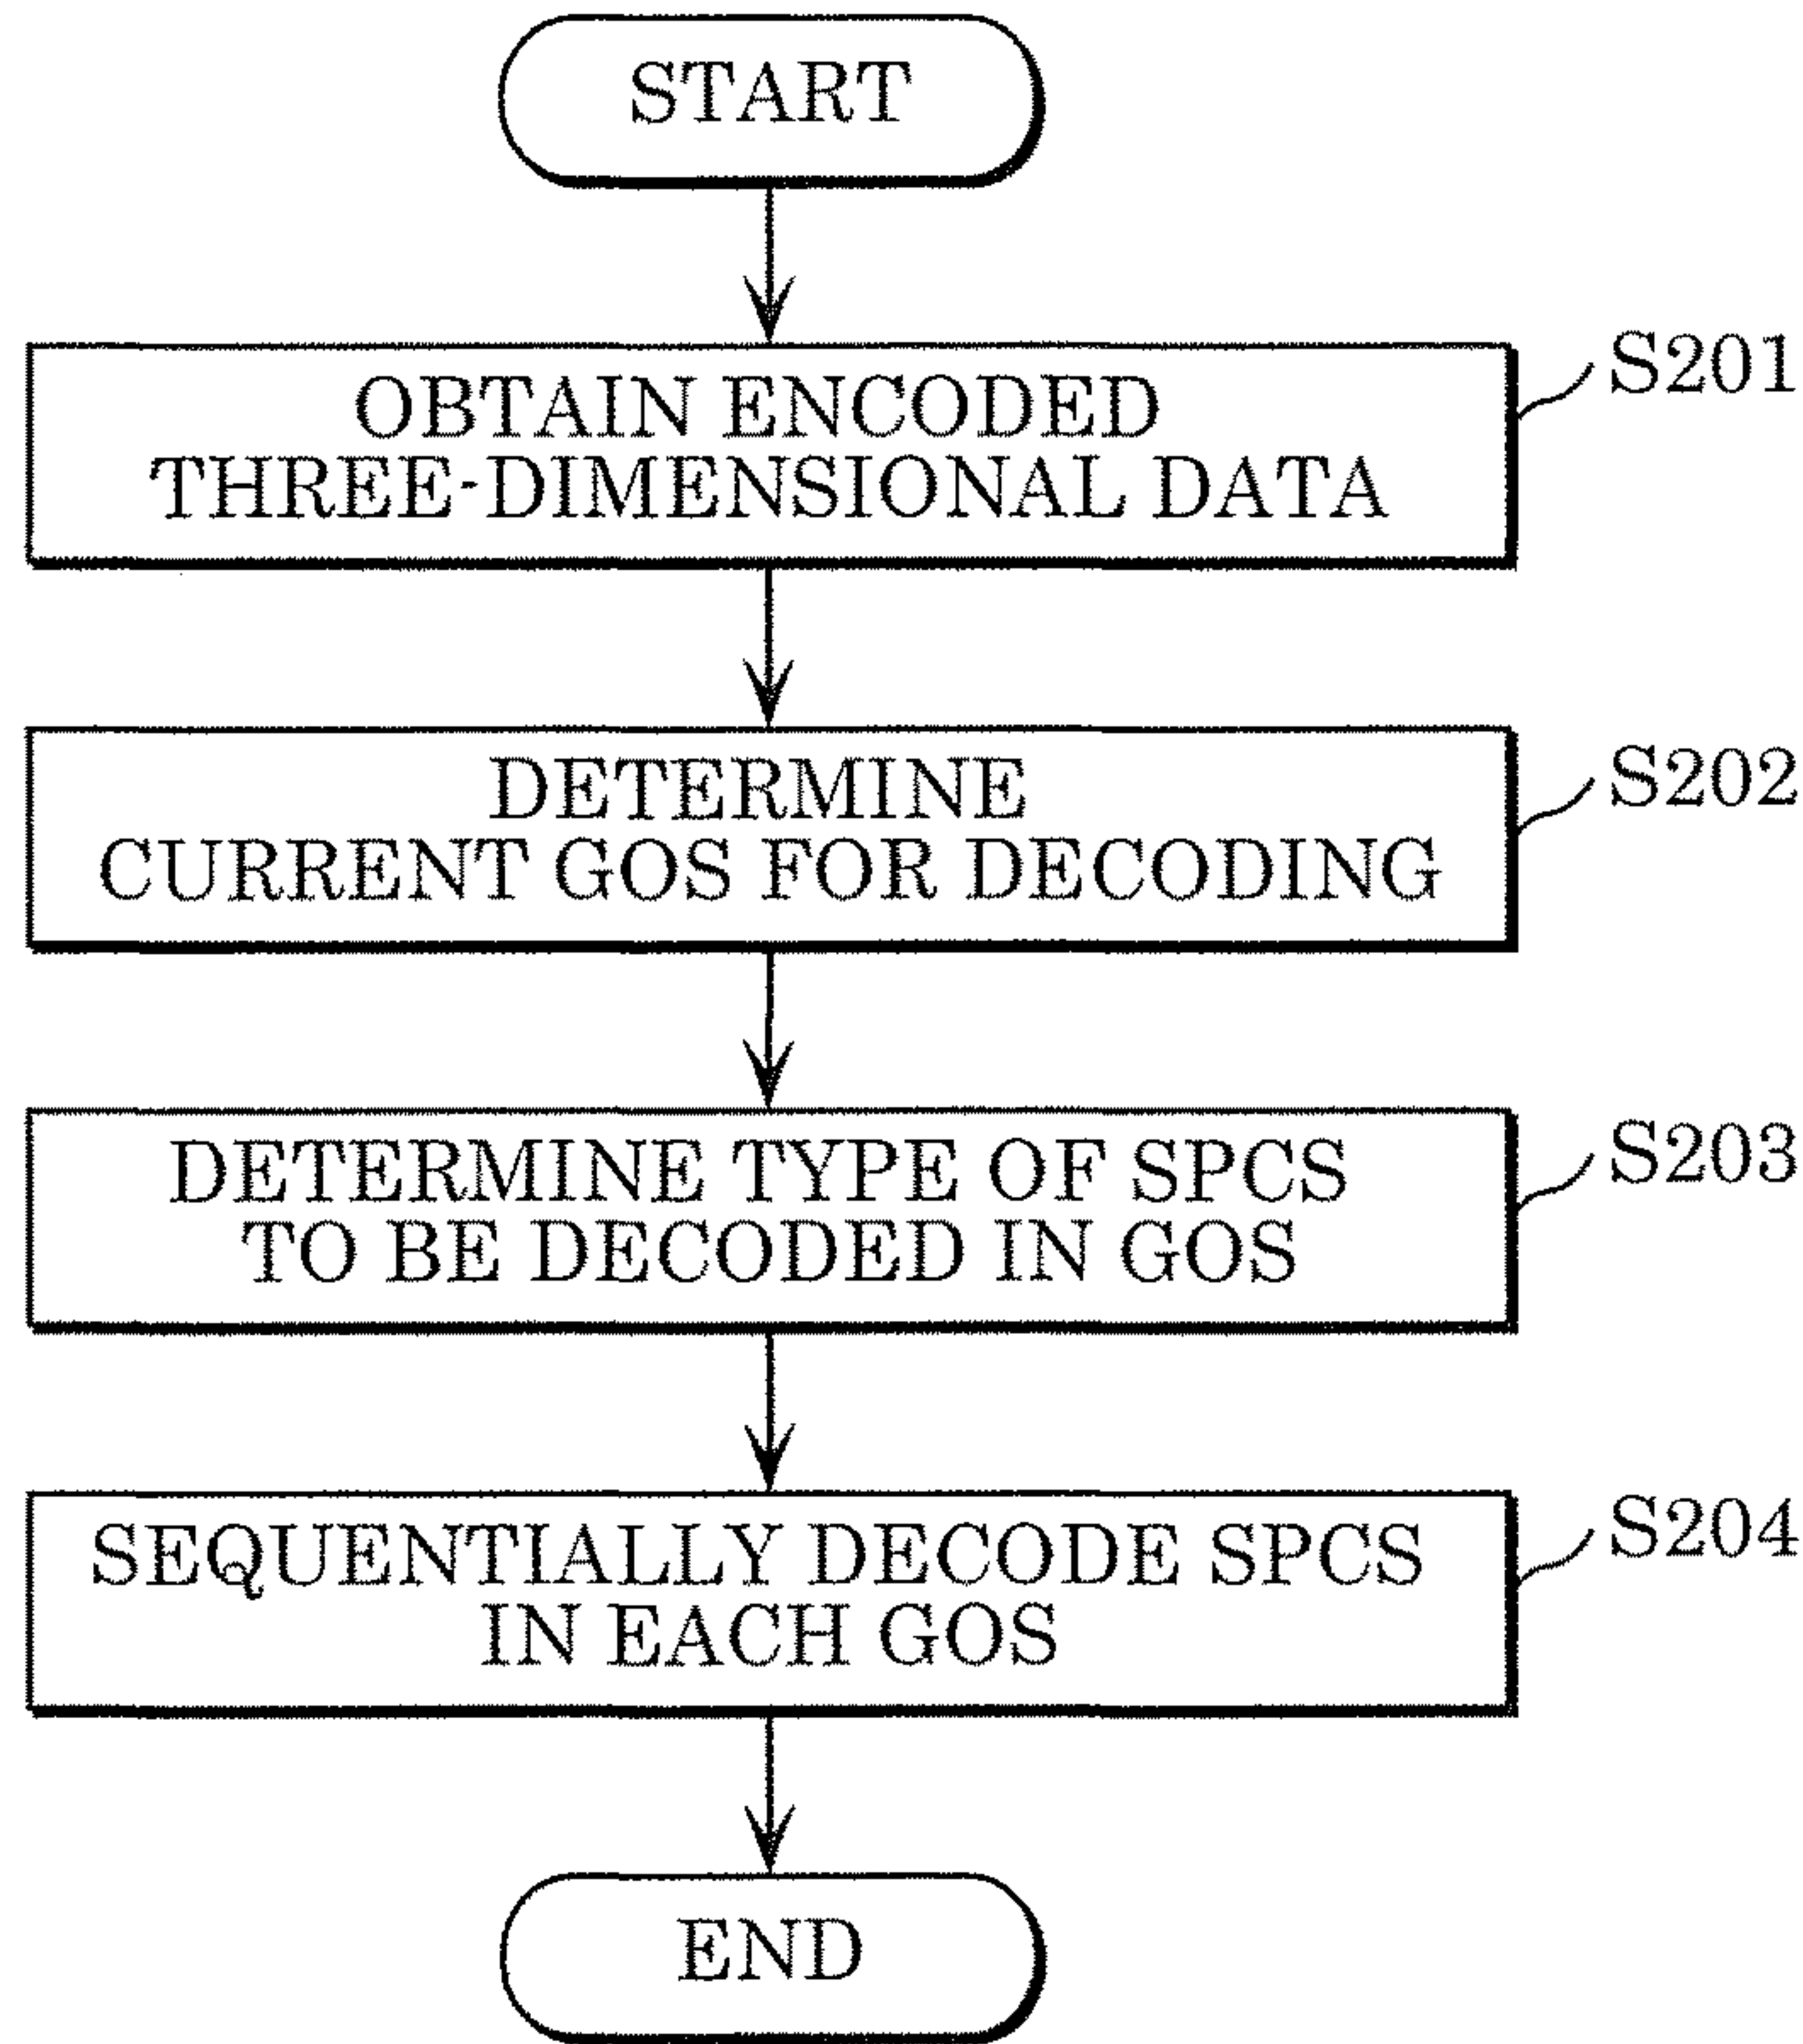 START
OBTAIN ENCODED
THREE-DIMENSIONAL DATA
S201
DETERMINE
CURRENT GOS FOR DECODING
S202
DETERMINE TYPE OF SPCS
TO BE DECODED IN GOS
S203
SEQUENTIALLY DECODE SPCS
IN EACH GOS
S204
END